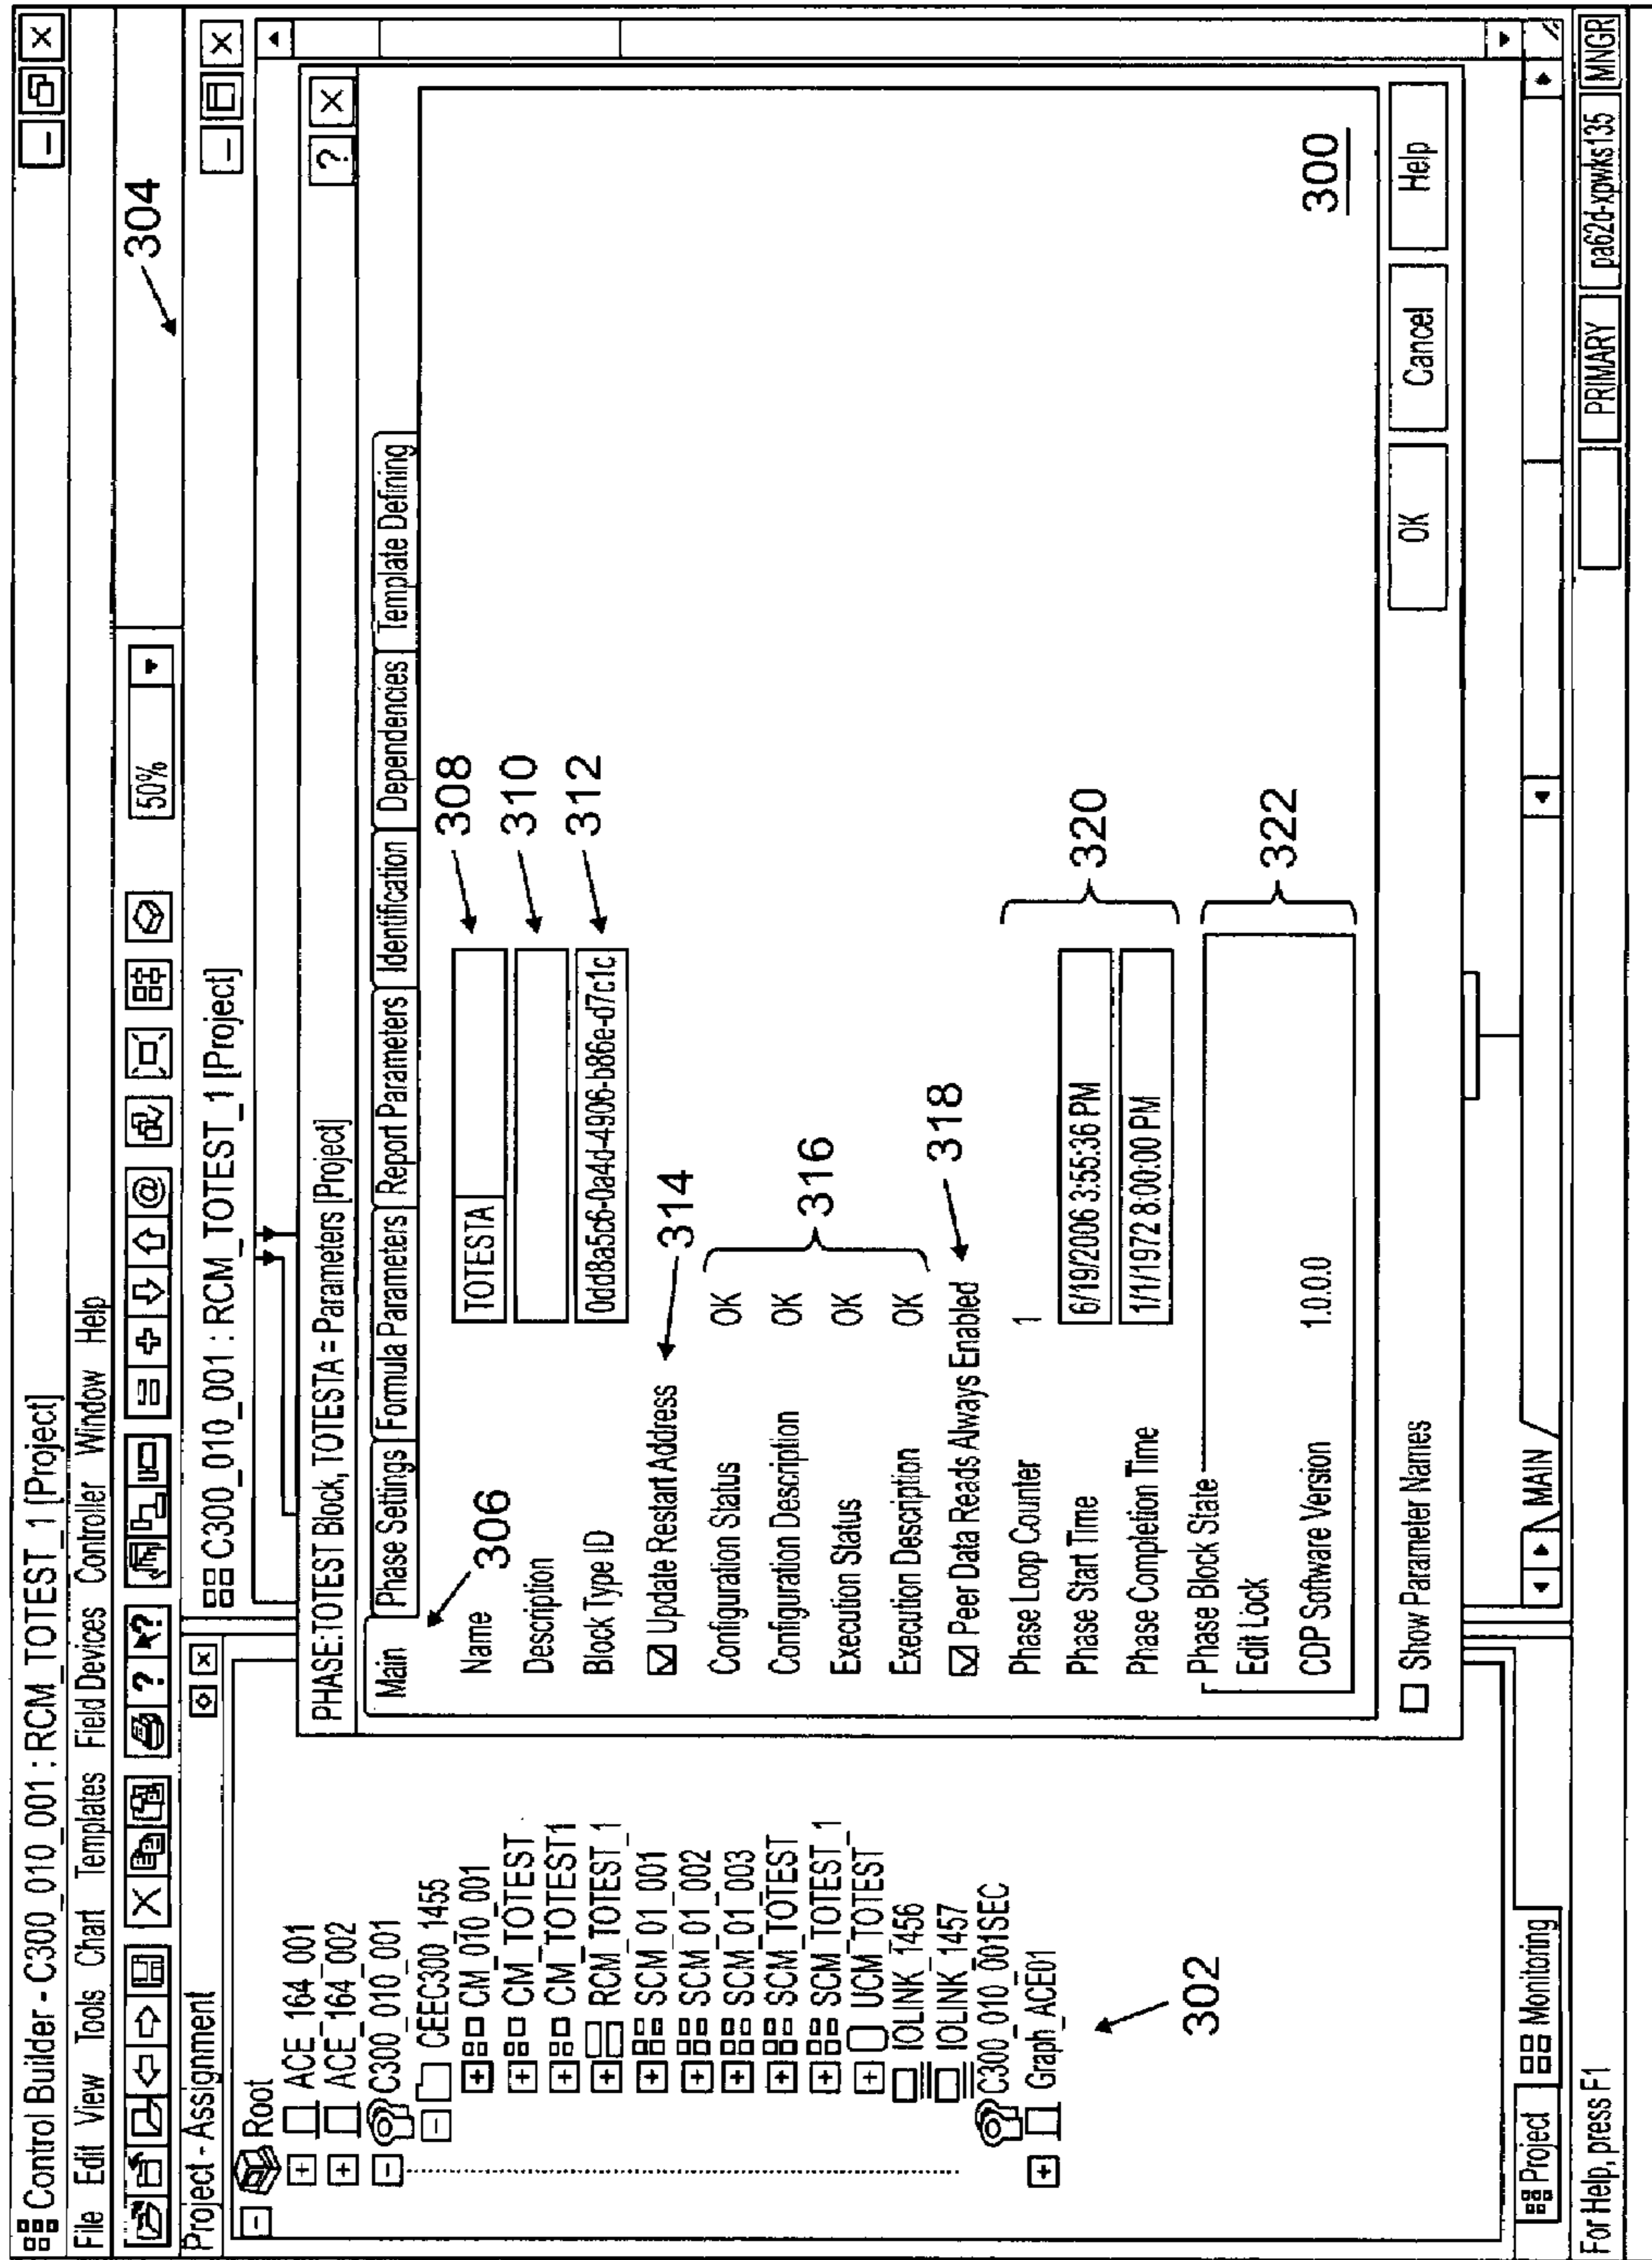 Control Builder - C300_010_001 : RCM_TOTEST_1 [Project]
File Edit View Tools Chart Templates Field Devices Controller Window Help
50%
304
Project - Assignment
Root
ACE_164_001
ACE_164_002
C300_010_001
CEEC300_1455
CM_010_001
CM_TOTEST
CM_TOTEST1
RCM_TOTEST_1
SCM_01_001
SCM_01_002
SCM_01_003
SCM_TOTEST
SCM_TOTEST_1
UCM_TOTEST
IOLINK_1456
IOLINK_1457
C300_010_001SEC
Graph_ACE01
302
Project Monitoring
C300_010_001 : RCM_TOTEST_1 [Project]
PHASE:TOTEST Block, TOTESTA = Parameters [Project]
Main Phase Settings Formula Parameters Report Parameters Identification Dependencies Template Defining
306
Name TOTESTA 308
Description 310
Block Type ID 0dd8a5c6-0a4d-4906-b86e-d7c1c 312
Update Restart Address 314
Configuration Status OK
Configuration Description OK
316
Execution Status OK
Execution Description OK
Peer Data Reads Always Enabled 318
Phase Loop Counter 1
Phase Start Time 6/19/2006 3:55:36 PM 320
Phase Completion Time 1/1/1972 8:00:00 PM
Phase Block State
Edit Lock 322
CDP Software Version 1.0.0.0
300
Show Parameter Names
OK Cancel Help
MAIN
For Help, press F1
PRIMARY pa62d-xpwks135 MNGR